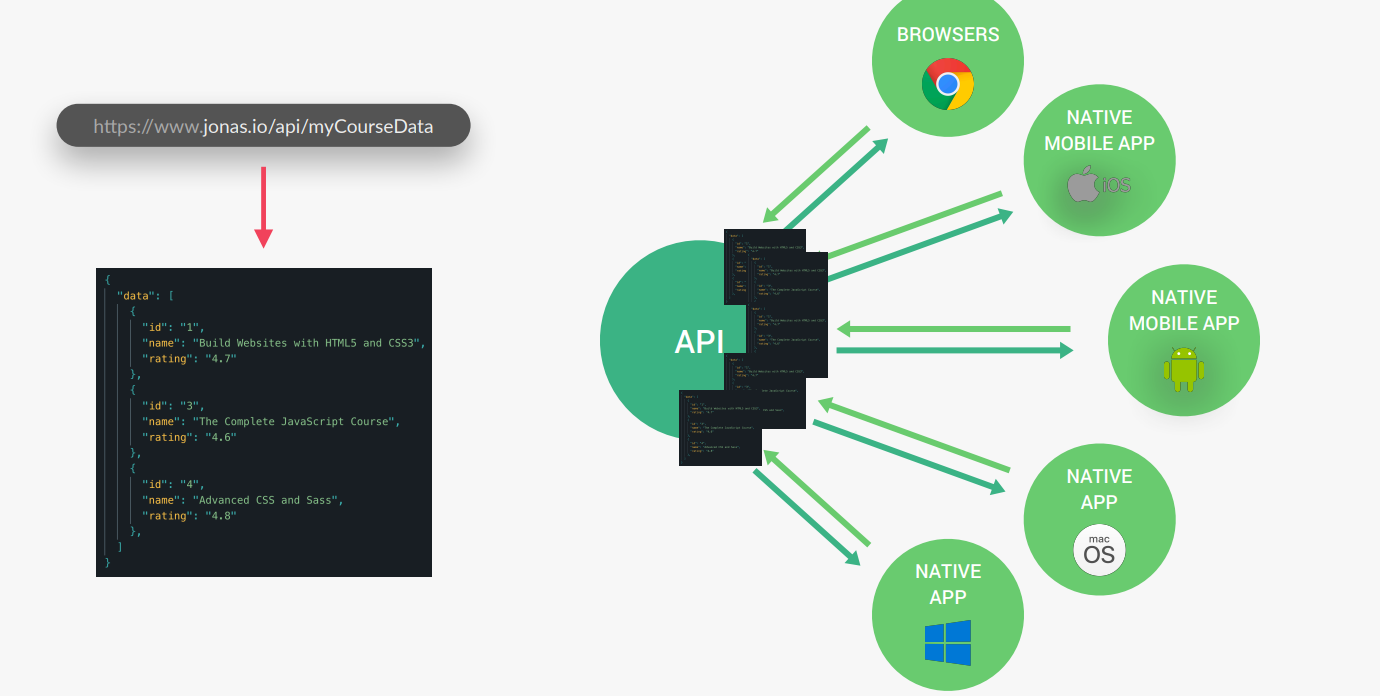 https://www.jonas.io/api/myCourseData
{
"data": [
{
"id": "1",
"name": "Build Websites with HTML5 and CSS3",
"rating": "4.7"
},
{
"id": "3",
"name": "The Complete JavaScript Course",
"rating": "4.6"
},
{
"id": "4",
"name": "Advanced CSS and Sass",
"rating": "4.8"
},
]
}
API
BROWSERS
NATIVE
MOBILE APP
iOS
NATIVE
MOBILE APP
NATIVE
APP
mac
OS
NATIVE
APP